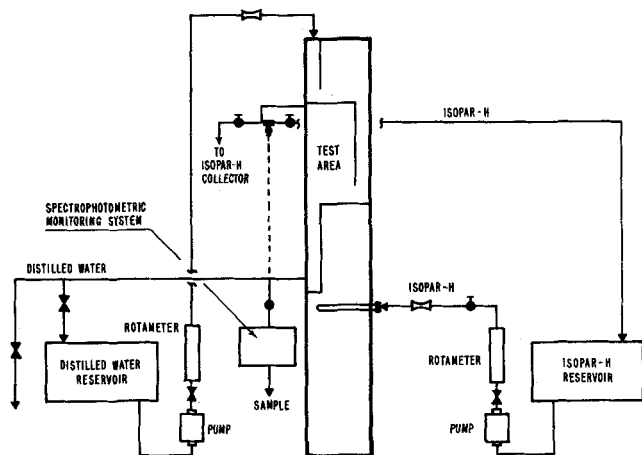 ISOPAR-H
TO
ISOPAR-H
COLLECTOR
TEST
AREA
SPECTROPHOTOMETRIC
MONITORING SYSTEM
DISTILLED WATER
ISOPAR-H
ROTAMETER
DISTILLED WATER
RESERVOIR
ROTAMETER
ISOPAR-H
RESERVOIR
SAMPLE
PUMP
PUMP